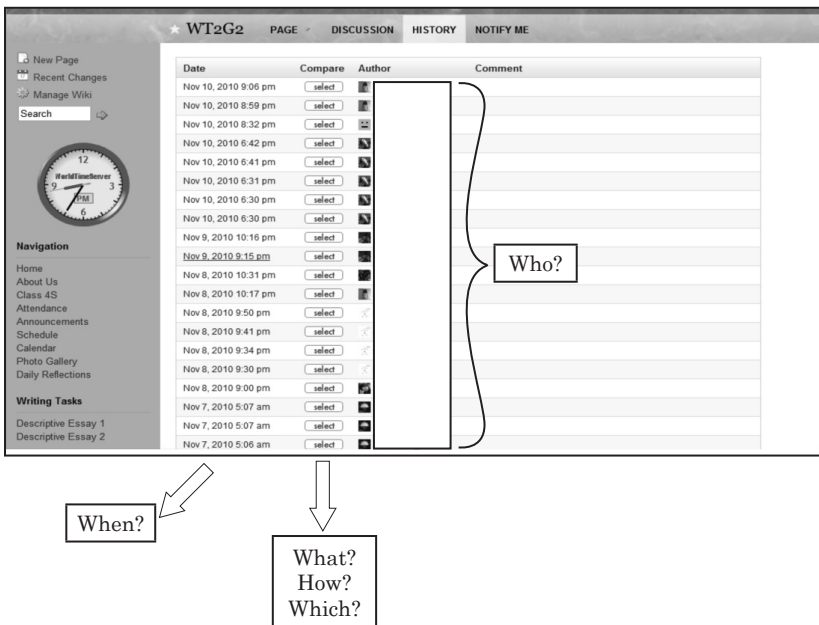 WT2G2 PAGE DISCUSSION HISTORY NOTIFY ME
New Page
Recent Changes
Manage Wiki
Search
12
WorldTimeServer
9 3
PM
6
Navigation
Home
About Us
Class 4S
Attendance
Announcements
Schedule
Calendar
Photo Gallery
Daily Reflections
Writing Tasks
Descriptive Essay 1
Descriptive Essay 2
Date Compare Author Comment
Nov 10, 2010 9:06 pm select
Nov 10, 2010 8:59 pm select
Nov 10, 2010 8:32 pm select
Nov 10, 2010 6:42 pm select
Nov 10, 2010 6:41 pm select
Nov 10, 2010 6:31 pm select
Nov 10, 2010 6:30 pm select
Nov 10, 2010 6:30 pm select
Nov 9, 2010 10:16 pm select
Nov 9, 2010 9:15 pm select
Nov 8, 2010 10:31 pm select
Nov 8, 2010 10:17 pm select
Nov 8, 2010 9:50 pm select
Nov 8, 2010 9:41 pm select
Nov 8, 2010 9:34 pm select
Nov 8, 2010 9:30 pm select
Nov 8, 2010 9:00 pm select
Nov 7, 2010 5:07 am select
Nov 7, 2010 5:07 am select
Nov 7, 2010 5:06 am select
Who?
When?
What?
How?
Which?